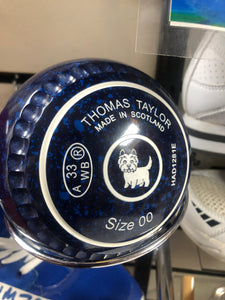 THOMAS TAYLOR
MADE IN SCOTLAND
A 33 ®
WB
HAD1281E
Size 00